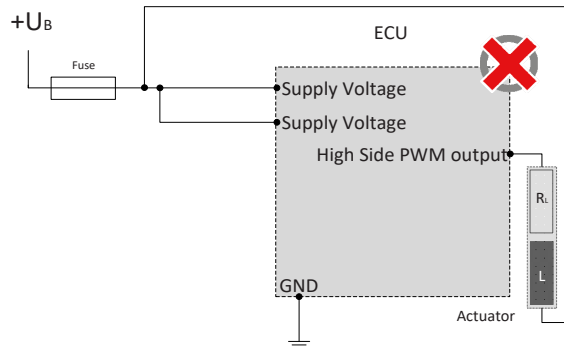 +UB
ECU
Fuse
Supply Voltage
Supply Voltage
High Side PWM output
RL
L
GND
Actuator